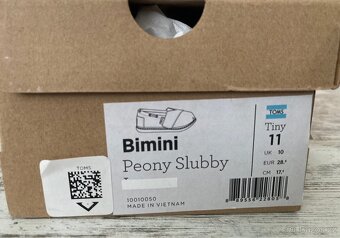 TOMS
Tiny
11
UK 10
EUR 28
CM 17
Bimini
Peony Slubby
TOMS
10010050
MADE IN VIETNAM